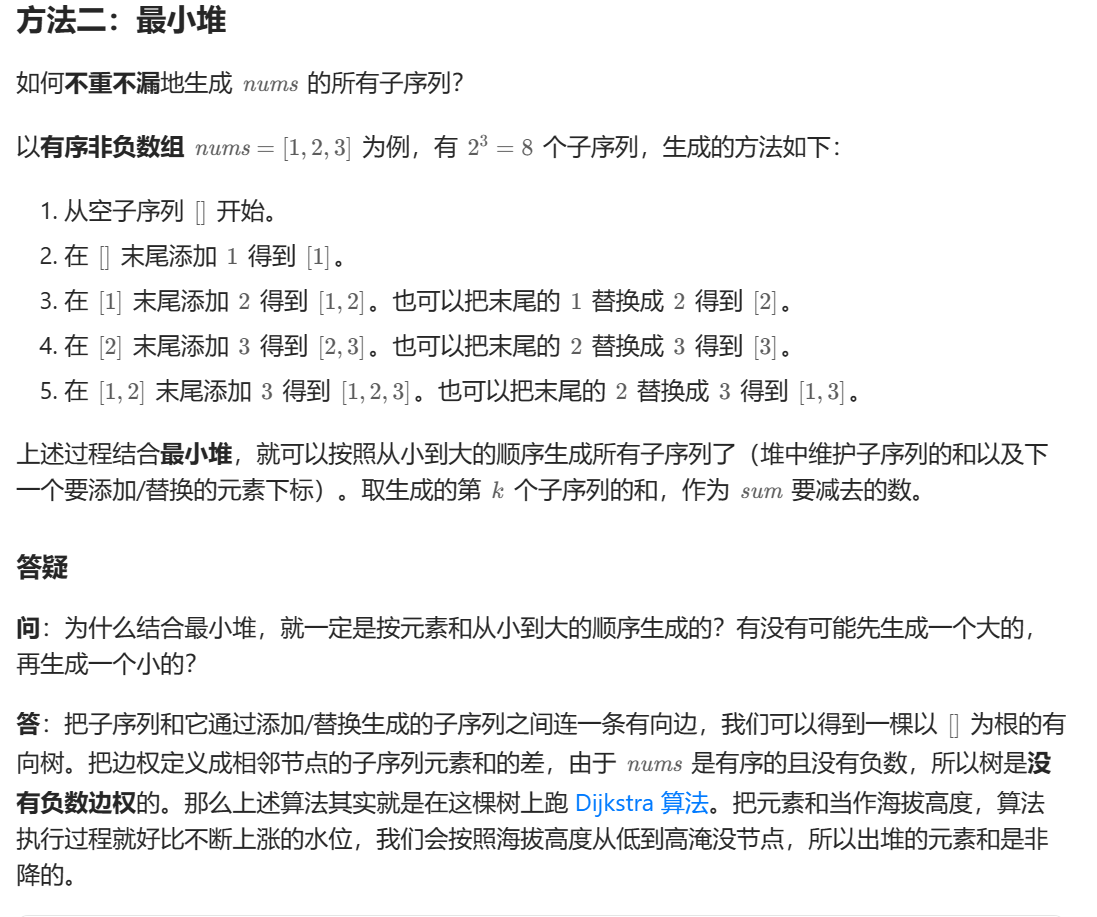 方法二：最小堆
如何不重不漏地生成 nums 的所有子序列？
以有序非负数组 nums = [1, 2, 3] 为例，有 2³ = 8 个子序列，生成的方法如下：
1. 从空子序列 [] 开始。
2. 在 [] 末尾添加 1 得到 [1]。
3. 在 [1] 末尾添加 2 得到 [1, 2]。也可以把末尾的 1 替换成 2 得到 [2]。
4. 在 [2] 末尾添加 3 得到 [2, 3]。也可以把末尾的 2 替换成 3 得到 [3]。
5. 在 [1, 2] 末尾添加 3 得到 [1, 2, 3]。也可以把末尾的 2 替换成 3 得到 [1, 3]。
上述过程结合最小堆，就可以按照从小到大的顺序生成所有子序列了（堆中维护子序列的和以及下
一个要添加/替换的元素下标）。取生成的第 k 个子序列的和，作为 sum 要减去的数。
答疑
问：为什么结合最小堆，就一定是按元素和从小到大的顺序生成的？有没有可能先生成一个大的，
再生成一个小的？
答：把子序列和它通过添加/替换生成的子序列之间连一条有向边，我们可以得到一棵以 [] 为根的有
向树。把边权定义成相邻节点的子序列元素和的差，由于 nums 是有序的且没有负数，所以树是没
有负数边权的。那么上述算法其实就是在这棵树上跑 Dijkstra 算法。把元素和当作海拔高度，算法
执行过程就好比不断上涨的水位，我们会按照海拔高度从低到高淹没节点，所以出堆的元素和是非
降的。